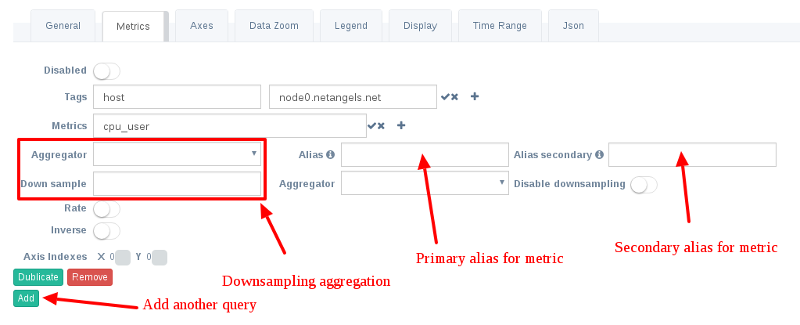 General Metrics Axes Data Zoom Legend Display Time Range Json
Disabled
Tags host node0.netangels.net
Metrics cpu_user
Aggregator Alias Alias secondary
Down sample Aggregator Disable downsampling
Rate
Inverse
Axis Indexes X 0 Y 0
Dublicate Remove
Add
Downsampling aggregation
Primary alias for metric
Secondary alias for metric
Add another query